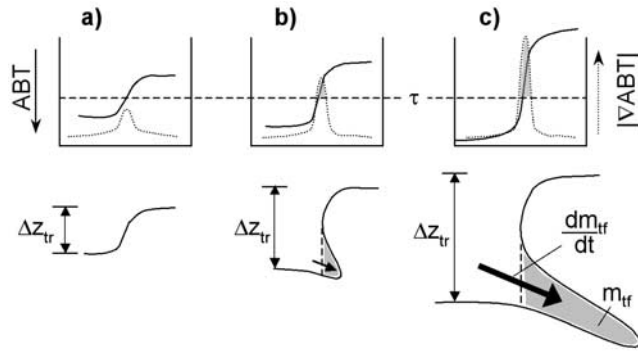 a) b) c)
ABT
τ
|∇ABT|
Δz_tr
Δz_tr
Δz_tr
dm_tf
dt
m_tf